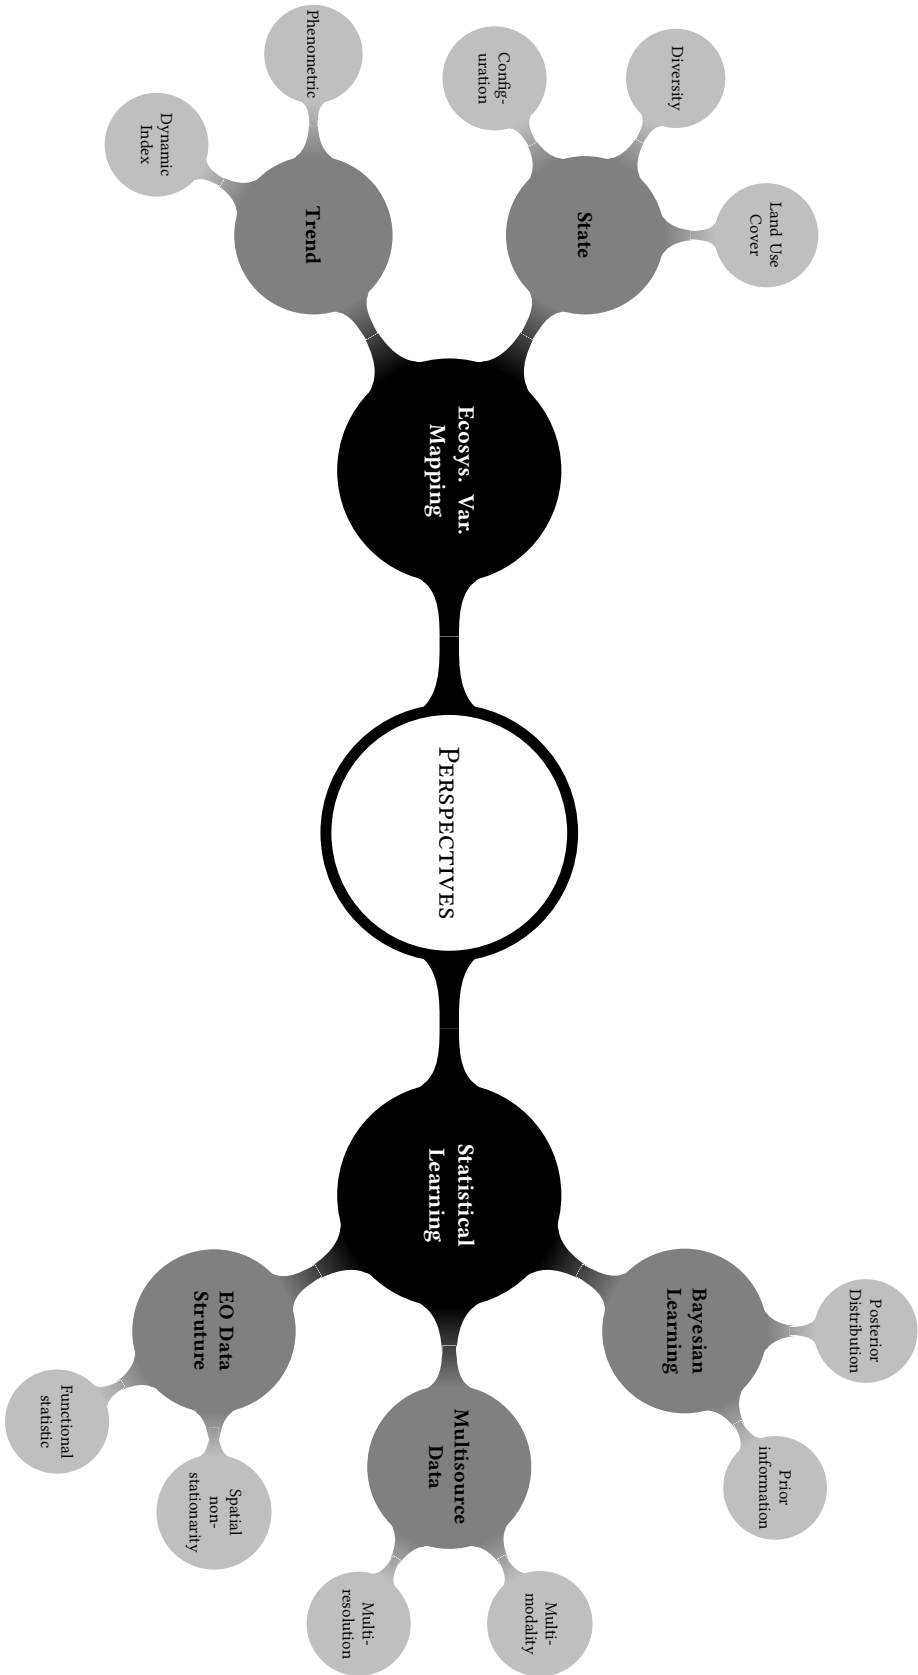 PERSPECTIVES
Ecosys. Var.
Mapping
State
Land Use
Cover
Diversity
Config-
uration
Trend
Phenometric
Dynamic
Index
Statistical
Learning
Bayesian
Learning
Posterior
Distribution
Prior
information
Multisource
Data
Multi-
modality
Multi-
resolution
EO Data
Struture
Spatial
non-
stationarity
Functional
statistic